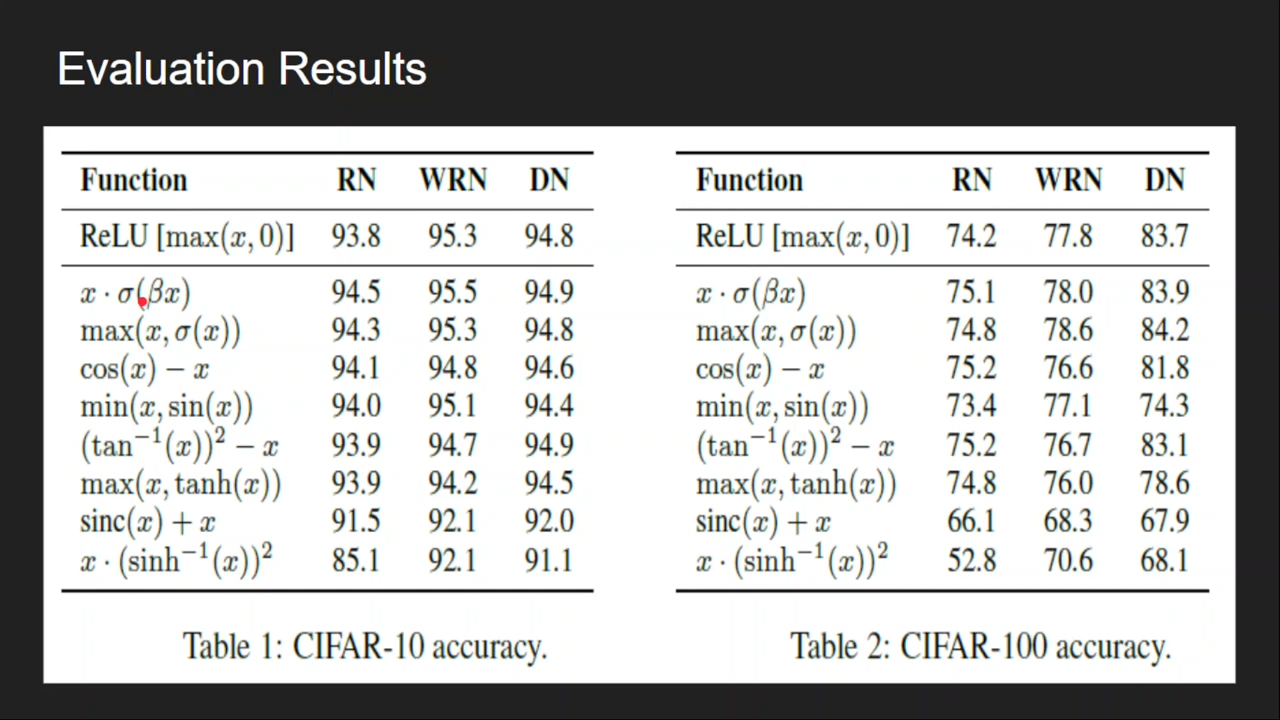 Evaluation Results
Function RN WRN DN
ReLU [max(x, 0)] 93.8 95.3 94.8
x · σ(βx) 94.5 95.5 94.9
max(x, σ(x)) 94.3 95.3 94.8
cos(x) − x 94.1 94.8 94.6
min(x, sin(x)) 94.0 95.1 94.4
(tan⁻¹(x))² − x 93.9 94.7 94.9
max(x, tanh(x)) 93.9 94.2 94.5
sinc(x) + x 91.5 92.1 92.0
x · (sinh⁻¹(x))² 85.1 92.1 91.1
Table 1: CIFAR-10 accuracy.
Function RN WRN DN
ReLU [max(x, 0)] 74.2 77.8 83.7
x · σ(βx) 75.1 78.0 83.9
max(x, σ(x)) 74.8 78.6 84.2
cos(x) − x 75.2 76.6 81.8
min(x, sin(x)) 73.4 77.1 74.3
(tan⁻¹(x))² − x 75.2 76.7 83.1
max(x, tanh(x)) 74.8 76.0 78.6
sinc(x) + x 66.1 68.3 67.9
x · (sinh⁻¹(x))² 52.8 70.6 68.1
Table 2: CIFAR-100 accuracy.